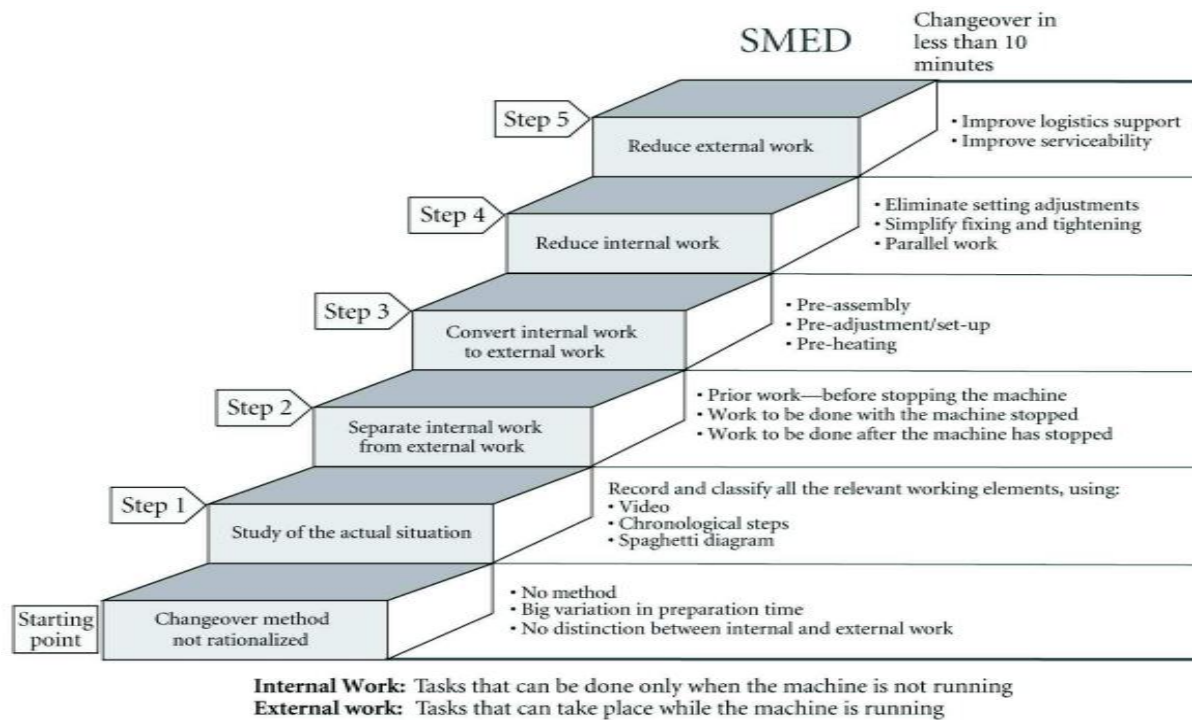 SMED
Changeover in
less than 10
minutes
Step 5
Reduce external work
• Improve logistics support
• Improve serviceability
Step 4
Reduce internal work
• Eliminate setting adjustments
• Simplify fixing and tightening
• Parallel work
Step 3
Convert internal work
to external work
• Pre-assembly
• Pre-adjustment/set-up
• Pre-heating
Step 2
Separate internal work
from external work
• Prior work—before stopping the machine
• Work to be done with the machine stopped
• Work to be done after the machine has stopped
Step 1
Study of the actual situation
Record and classify all the relevant working elements, using:
• Video
• Chronological steps
• Spaghetti diagram
Starting
point
Changeover method
not rationalized
• No method
• Big variation in preparation time
• No distinction between internal and external work
Internal Work: Tasks that can be done only when the machine is not running
External work: Tasks that can take place while the machine is running